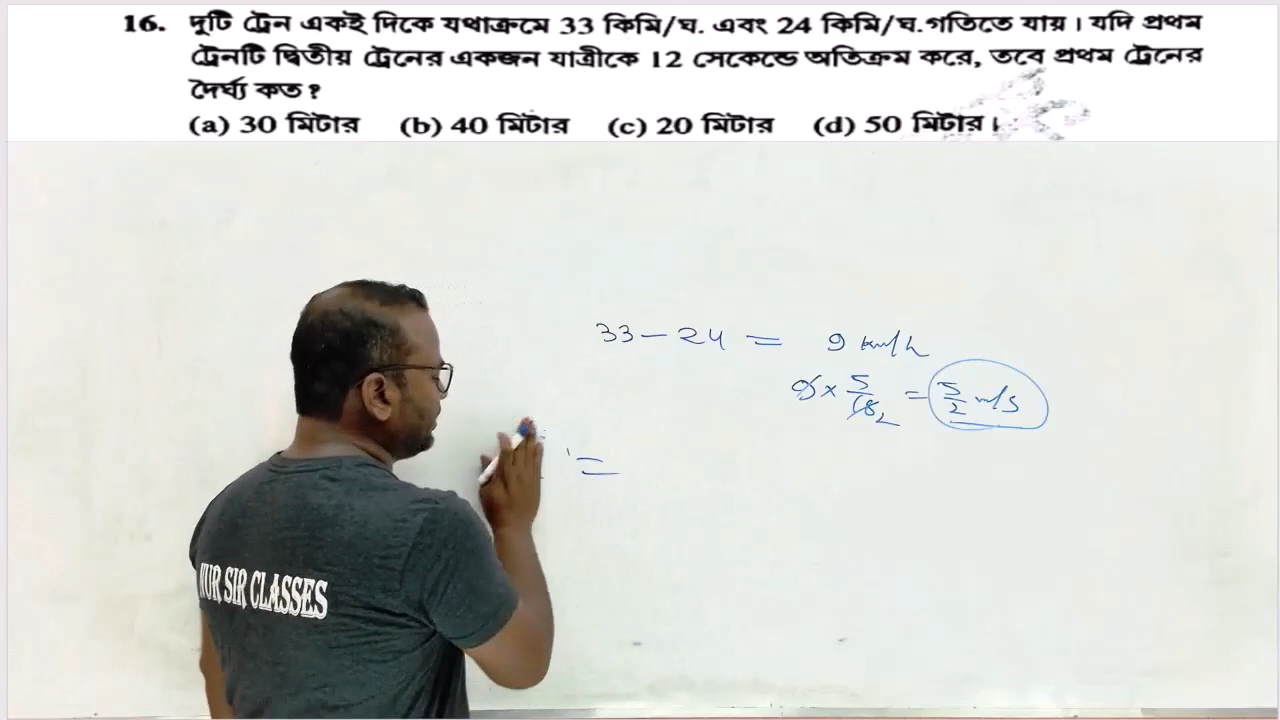 16. দুটি ট্রেন একই দিকে যথাক্রমে 33 কিমি/ঘ. এবং 24 কিমি/ঘ.গতিতে যায়। যদি প্রথম
ট্রেনটি দ্বিতীয় ট্রেনের একজন যাত্রীকে 12 সেকেন্ডে অতিক্রম করে, তবে প্রথম ট্রেনের
দৈর্ঘ্য কত?
(a) 30 মিটার (b) 40 মিটার (c) 20 মিটার (d) 50 মিটার।
33 - 24 = 9 km/h
9 × 5/18 2 = 5/2 m/s
=
NUR SIR CLASSES